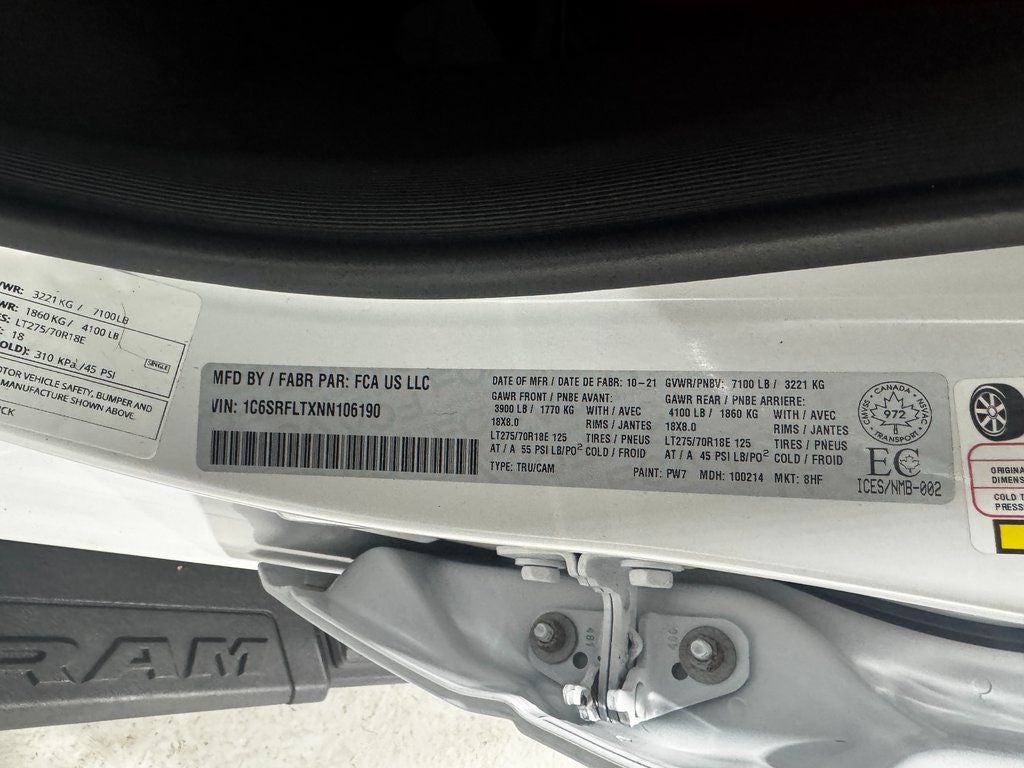 VWR: 3221 KG / 7100 LB
WR: 1860 KG / 4100 LB
ES: LT275/70R18E
: 18
OLD): 310 KPa /45 PSI
SINGLE
OTOR VEHICLE SAFETY, BUMPER AND
MANUFACTURE SHOWN ABOVE.
UCK
MFD BY / FABR PAR: FCA US LLC
VIN: 1C6SRFLTXNN106190
DATE OF MFR / DATE DE FABR: 10-21
GAWR FRONT / PNBE AVANT:
3900 LB / 1770 KG WITH / AVEC
18X8.0 RIMS / JANTES
LT275/70R18E 125 TIRES / PNEUS
AT / A 55 PSI LB/PO² COLD / FROID
TYPE: TRU/CAM
GVWR/PNBV: 7100 LB / 3221 KG
GAWR REAR / PNBE ARRIERE:
4100 LB / 1860 KG WITH / AVEC
18X8.0 RIMS / JANTES
LT275/70R18E 125 TIRES / PNEUS
AT / A 45 PSI LB/PO² COLD / FROID
PAINT: PW7 MDH: 100214 MKT: 8HF
CANADA
CMVSS 972 NVAC
TRANSPORT
EC
ICES/NMB-002
ORIGINA
DIMENS
COLD T
PRESS
RAM